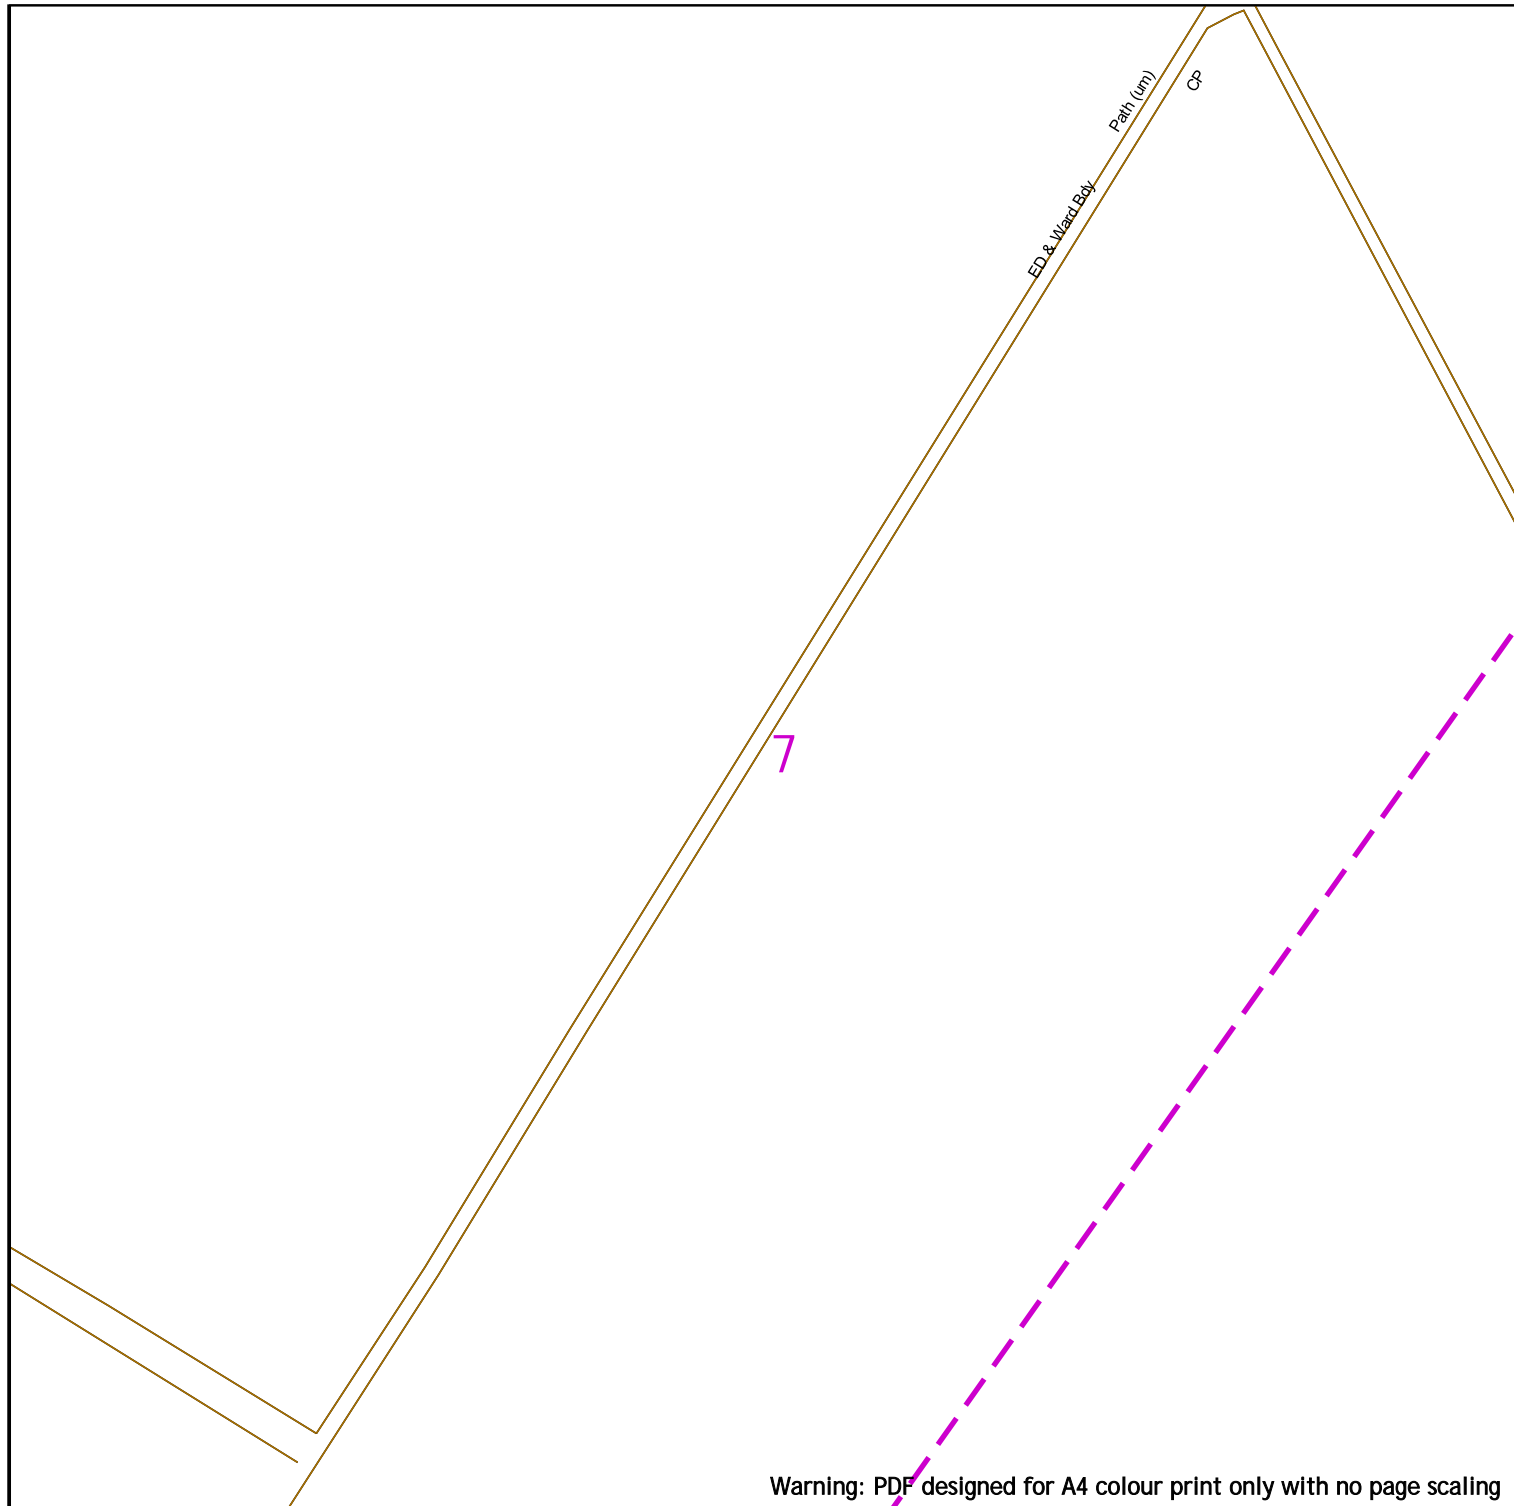 Path (um)
CP
ED & Ward Bdy
7
Warning: PDF designed for A4 colour print only with no page scaling